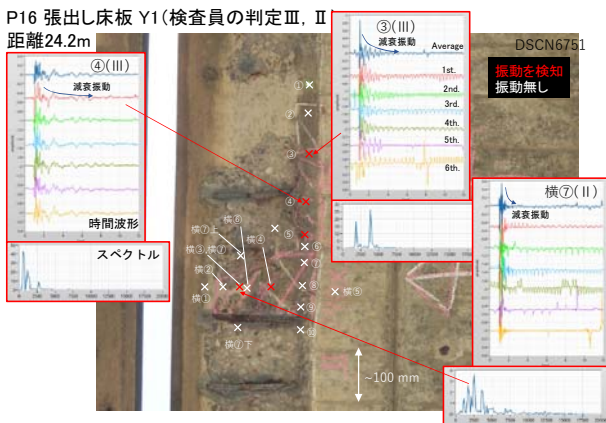 P16 張出し床板 Y1(検査員の判定Ⅲ, Ⅱ
距離24.2m
④(III)
減衰振動
時間波形
スペクトル
③(III)
減衰振動
Average
1st.
2nd.
3rd.
4th.
5th.
6th.
DSCN6751
振動を検知
振動無し
横⑦(II)
減衰振動
①
②
③
④
⑤
⑥
⑦
⑧
⑨
⑩
横⑥
横⑦上
横④
横③,横⑦
横②
横①
横⑤
横⑦下
~100 mm